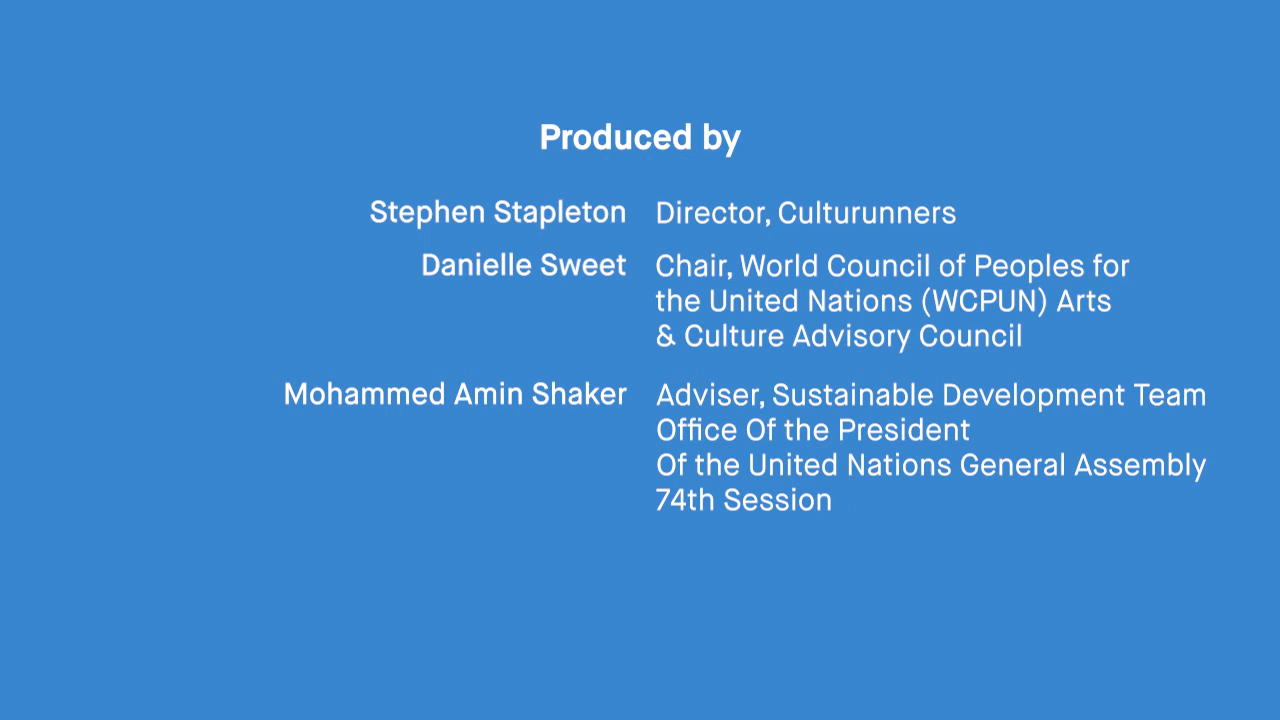 Produced by
Stephen Stapleton Director, Culturunners
Danielle Sweet Chair, World Council of Peoples for
the United Nations (WCPUN) Arts
& Culture Advisory Council
Mohammed Amin Shaker Adviser, Sustainable Development Team
Office Of the President
Of the United Nations General Assembly
74th Session